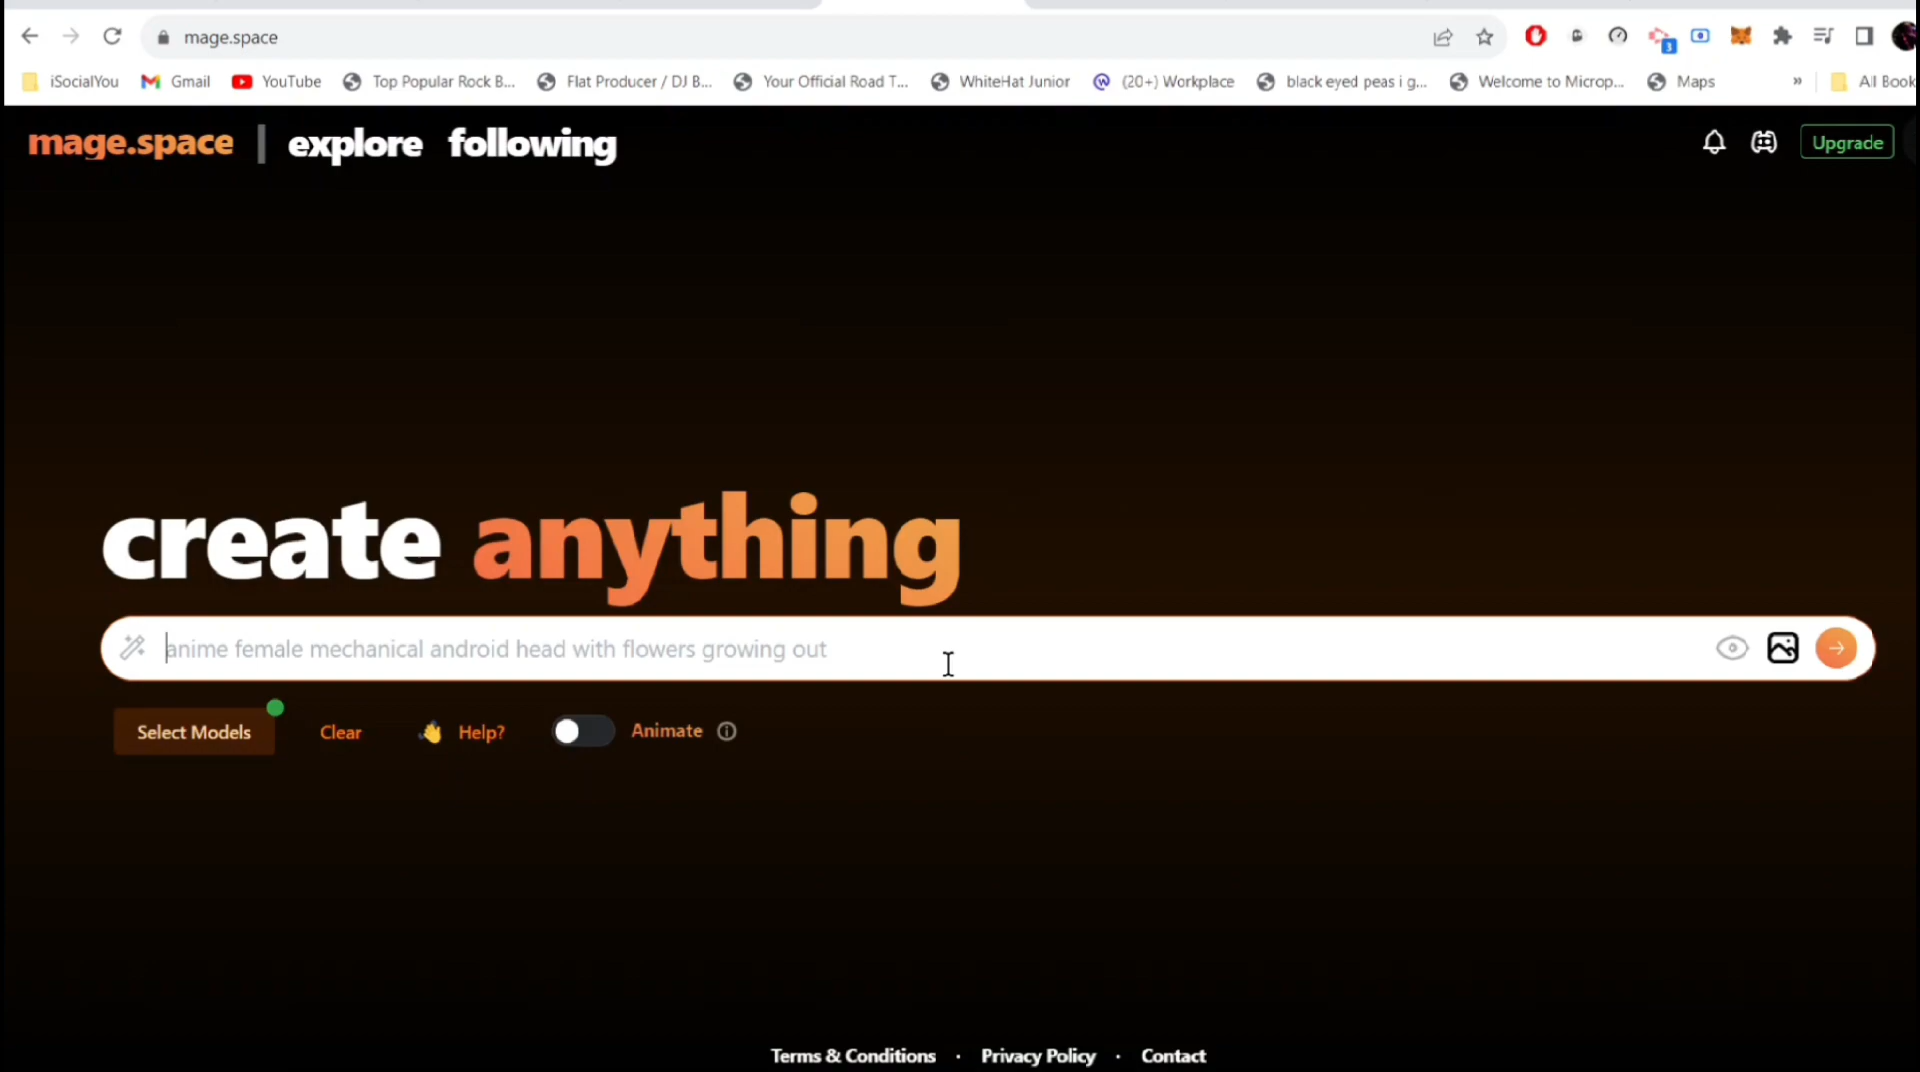 mage.space
3
iSocialYou Gmail YouTube Top Popular Rock B... Flat Producer / DJ B... Your Official Road T... WhiteHat Junior (20+) Workplace black eyed peas i g... Welcome to Microp... Maps » All Book
mage.space | explore following Upgrade
create anything
anime female mechanical android head with flowers growing out
Select Models Clear Help? Animate
Terms & Conditions · Privacy Policy · Contact